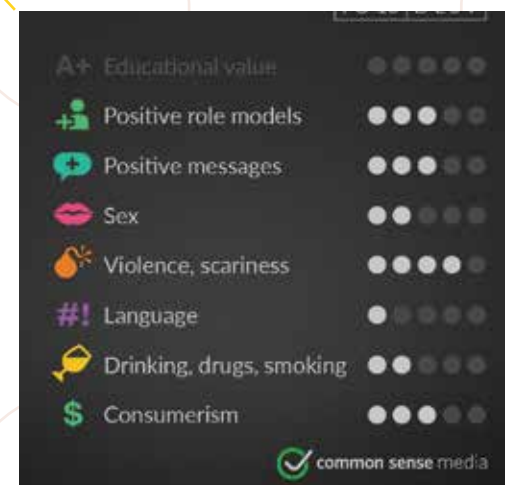 A+ Educational value
Positive role models
Positive messages
Sex
Violence, scariness
#! Language
Drinking, drugs, smoking
$ Consumerism
common sense media